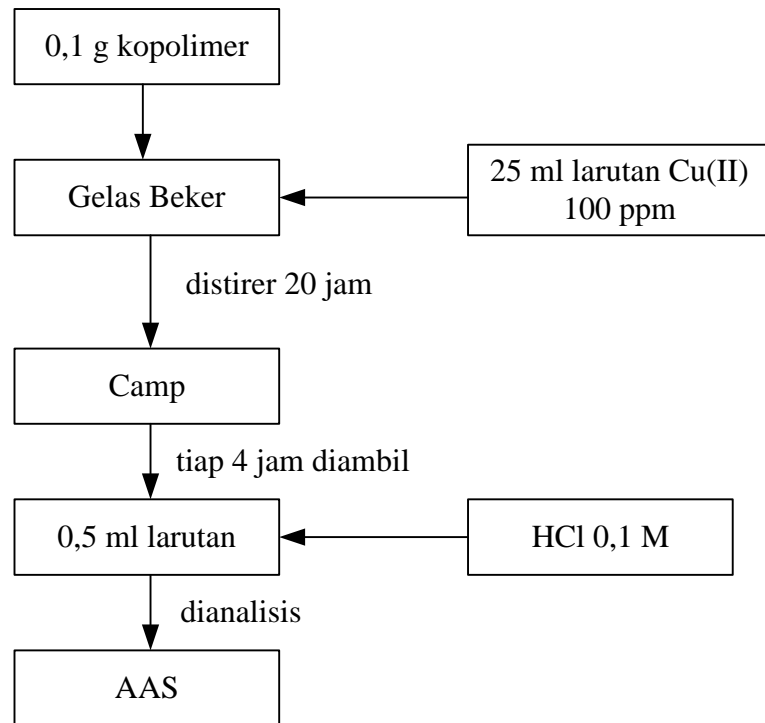 0,1 g kopolimer
Gelas Beker
25 ml larutan Cu(II)
100 ppm
distirer 20 jam
Camp
tiap 4 jam diambil
0,5 ml larutan
HCl 0,1 M
dianalisis
AAS